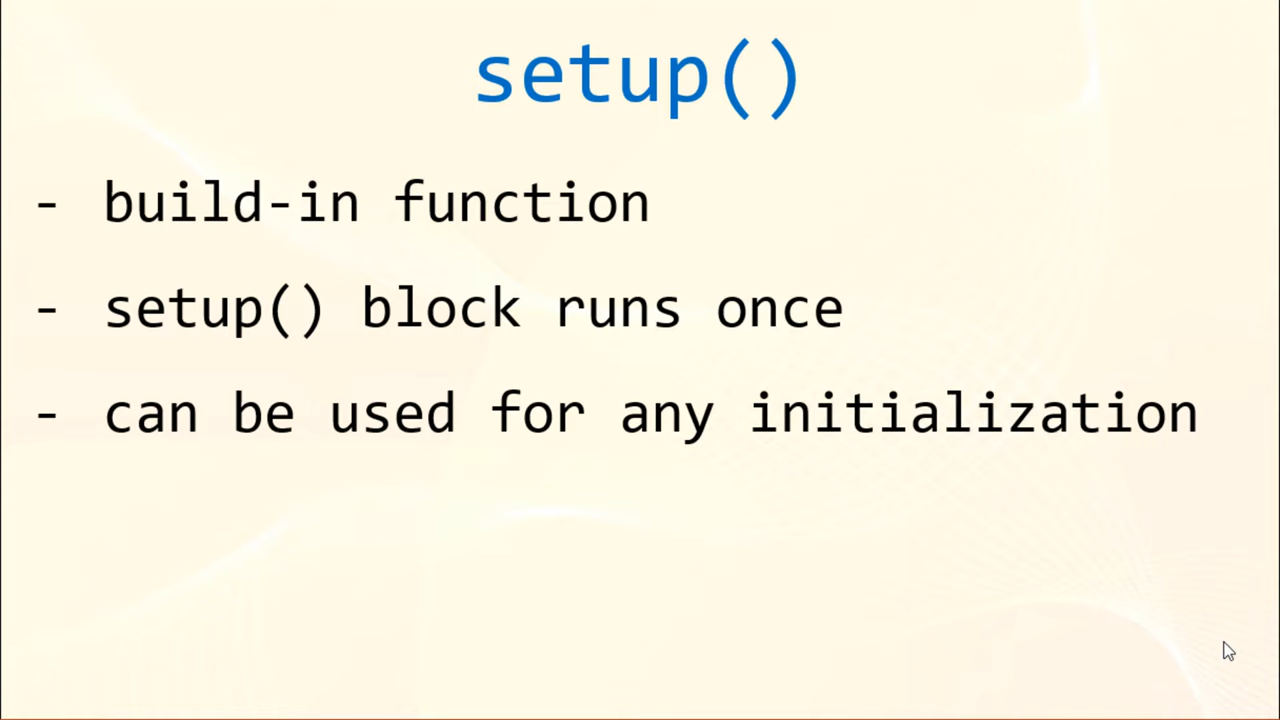 setup()
- build-in function
- setup() block runs once
- can be used for any initialization